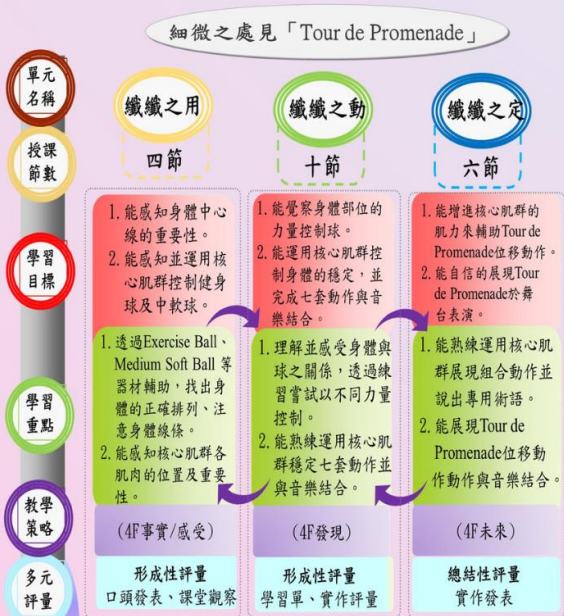 細微之處見「Tour de Promenade」
單元
名稱
纖纖之用
纖纖之動
纖纖之定
授課
節數
四節
十節
六節
學習
目標
1. 能感知身體中心
線的重要性。
2. 能感知並運用核
心肌群控制健身
球及中軟球。
1. 能覺察身體部位的
力量控制球。
2. 能運用核心肌群控
制身體的穩定，並
完成七套動作與音
樂結合。
1. 能增進核心肌群的
肌力來輔助Tour de
Promenade位移動作。
2. 能自信的展現Tour
de Promenade於舞
台表演。
學習
重點
1. 透過Exercise Ball、
Medium Soft Ball 等
器材輔助，找出身
體的正確排列、注
意身體線條。
2. 能感知核心肌群各
肌肉的位置及重要
性。
1. 理解並感受身體與
球之關係，透過練
習嘗試以不同力量
控制。
2. 能熟練運用核心肌
群穩定七套動作並
與音樂結合。
1. 能熟練運用核心肌
群展現組合動作並
說出專用術語。
2. 能展現Tour de
Promenade位移動
作動作與音樂結合。
教學
策略
(4F事實/感受)
(4F發現)
(4F未來)
多元
評量
形成性評量
口頭發表、課堂觀察
形成性評量
學習單、實作評量
總結性評量
實作發表